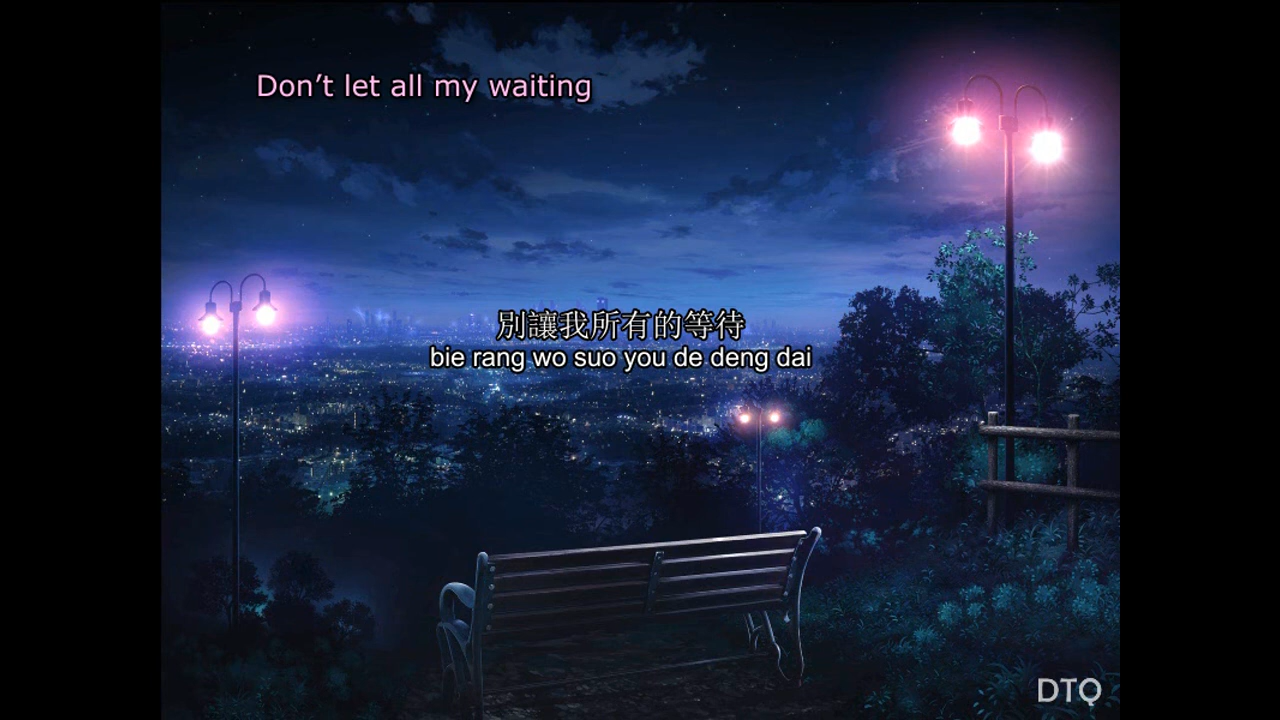 Don’t let all my waiting
別讓我所有的等待
bie rang wo suo you de deng dai
DTQ